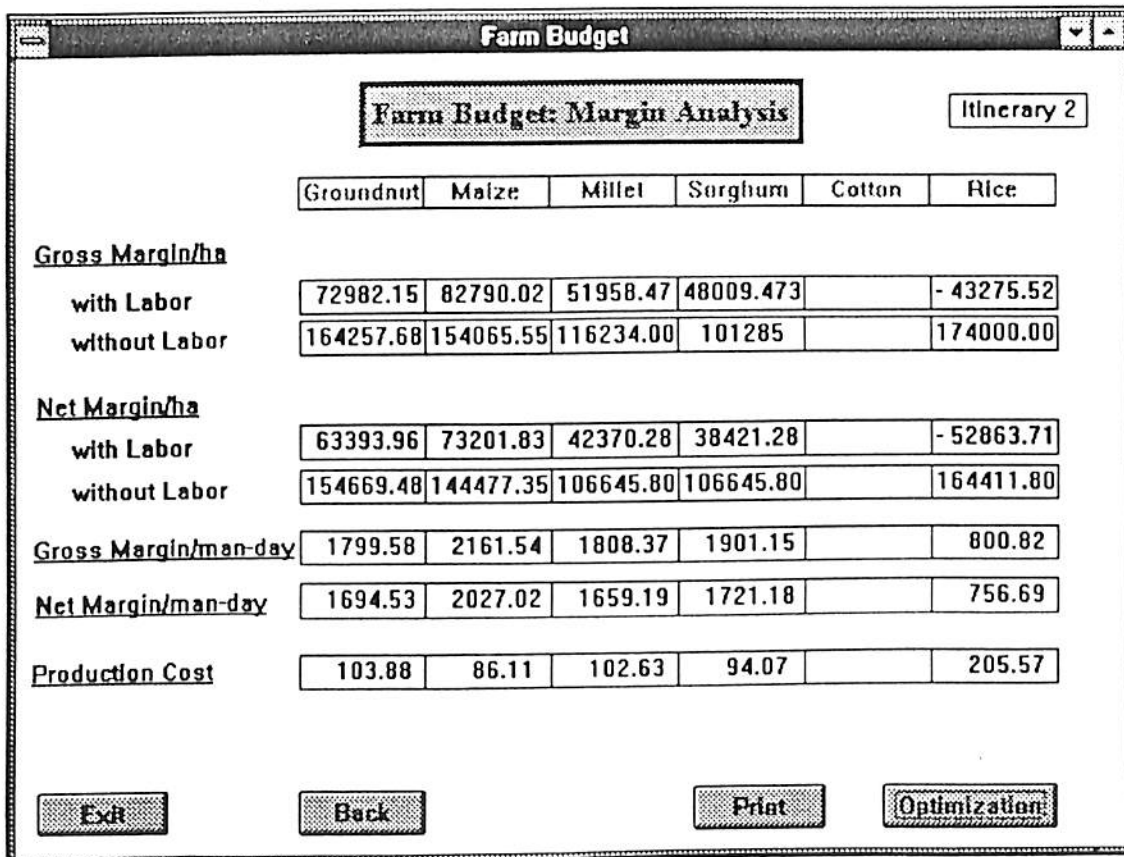 Farm Budget
Farm Budget: Margin Analysis
Itinerary 2
Groundnut Maize Millet Sorghum Cotton Rice
Gross Margin/ha
with Labor 72982.15 82790.02 51958.47 48009.473 - 43275.52
without Labor 164257.68 154065.55 116234.00 101285 174000.00
Net Margin/ha
with Labor 63393.96 73201.83 42370.28 38421.28 - 52863.71
without Labor 154669.48 144477.35 106645.80 106645.80 164411.80
Gross Margin/man-day 1799.58 2161.54 1808.37 1901.15 800.82
Net Margin/man-day 1694.53 2027.02 1659.19 1721.18 756.69
Production Cost 103.88 86.11 102.63 94.07 205.57
Exit Back Print Optimization